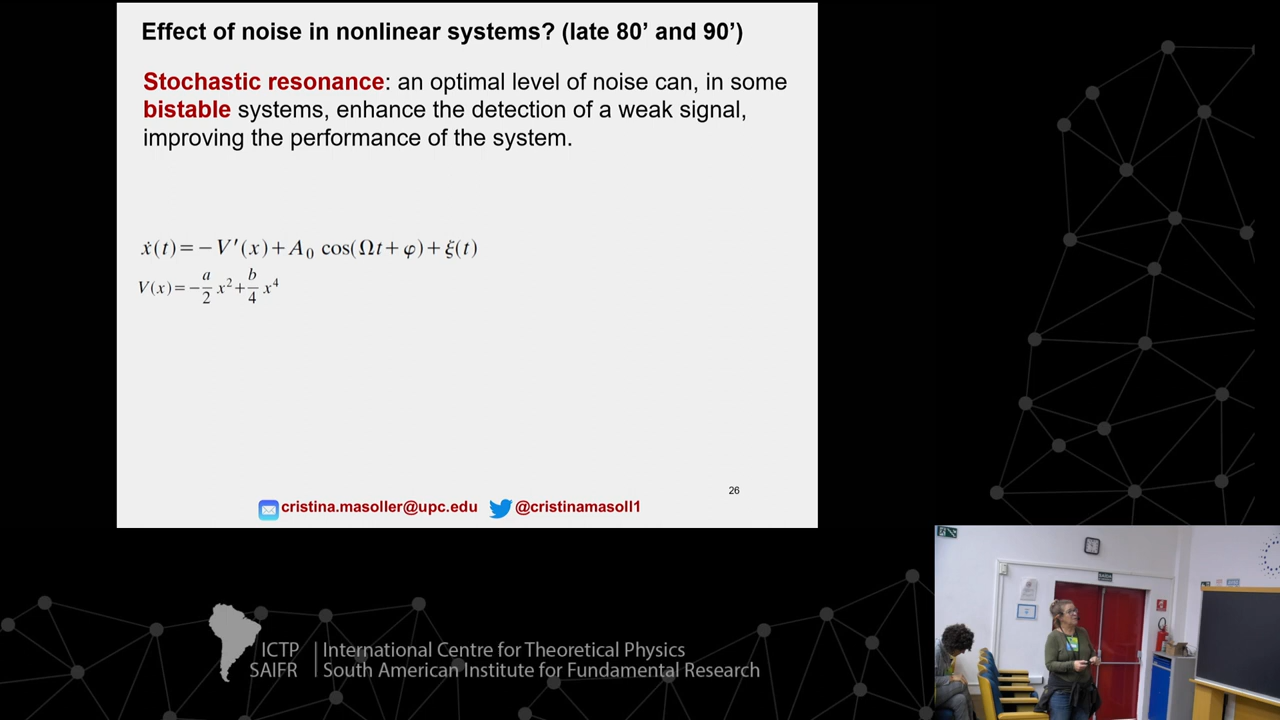 Effect of noise in nonlinear systems? (late 80’ and 90’)
Stochastic resonance: an optimal level of noise can, in some
bistable systems, enhance the detection of a weak signal,
improving the performance of the system.
ẋ(t)=−V′(x)+A₀ cos(Ωt+φ)+ξ(t)
V(x)=−a/2 x²+b/4 x⁴
26
cristina.masoller@upc.edu @cristinamasoll1
ICTP International Centre for Theoretical Physics
SAIFR South American Institute for Fundamental Research